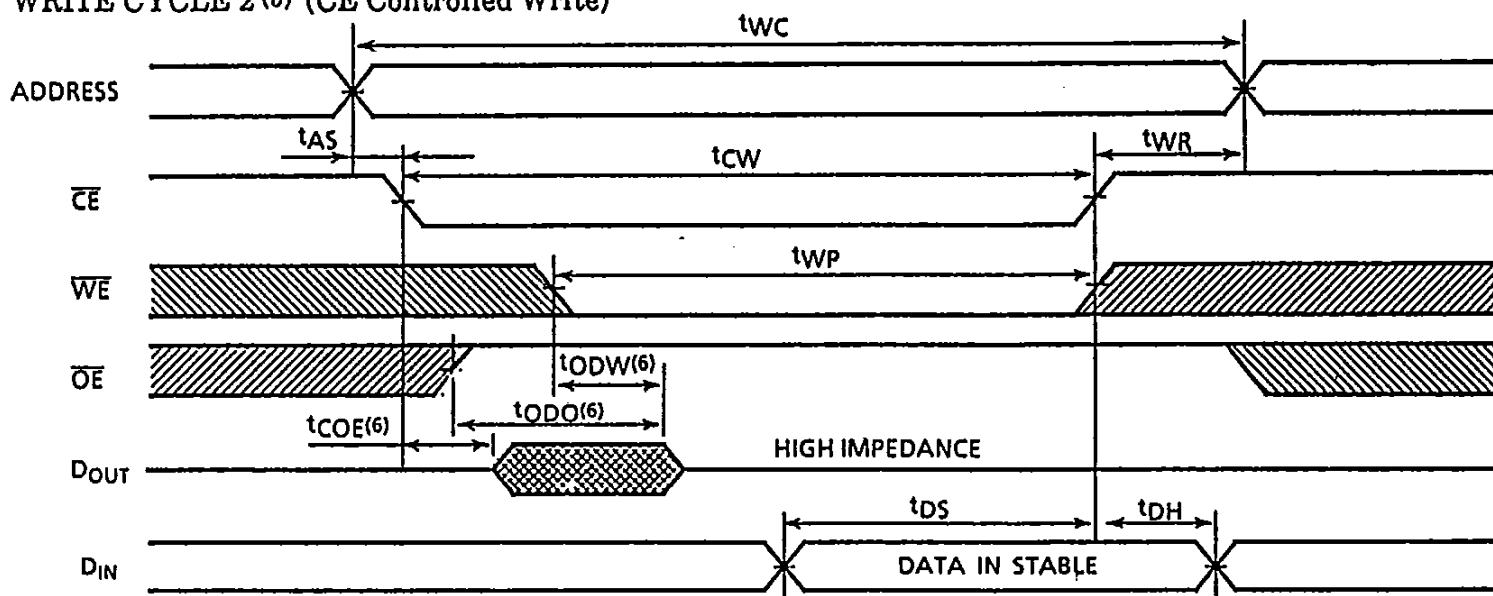 WRITE CYCLE 2 (5) (CE Controlled Write)
tWC
ADDRESS
tAS
tCW
tWR
CE
tWP
WE
OE
tODW(6)
tODO(6)
tCOE(6)
HIGH IMPEDANCE
DOUT
tDS
tDH
DIN
DATA IN STABLE